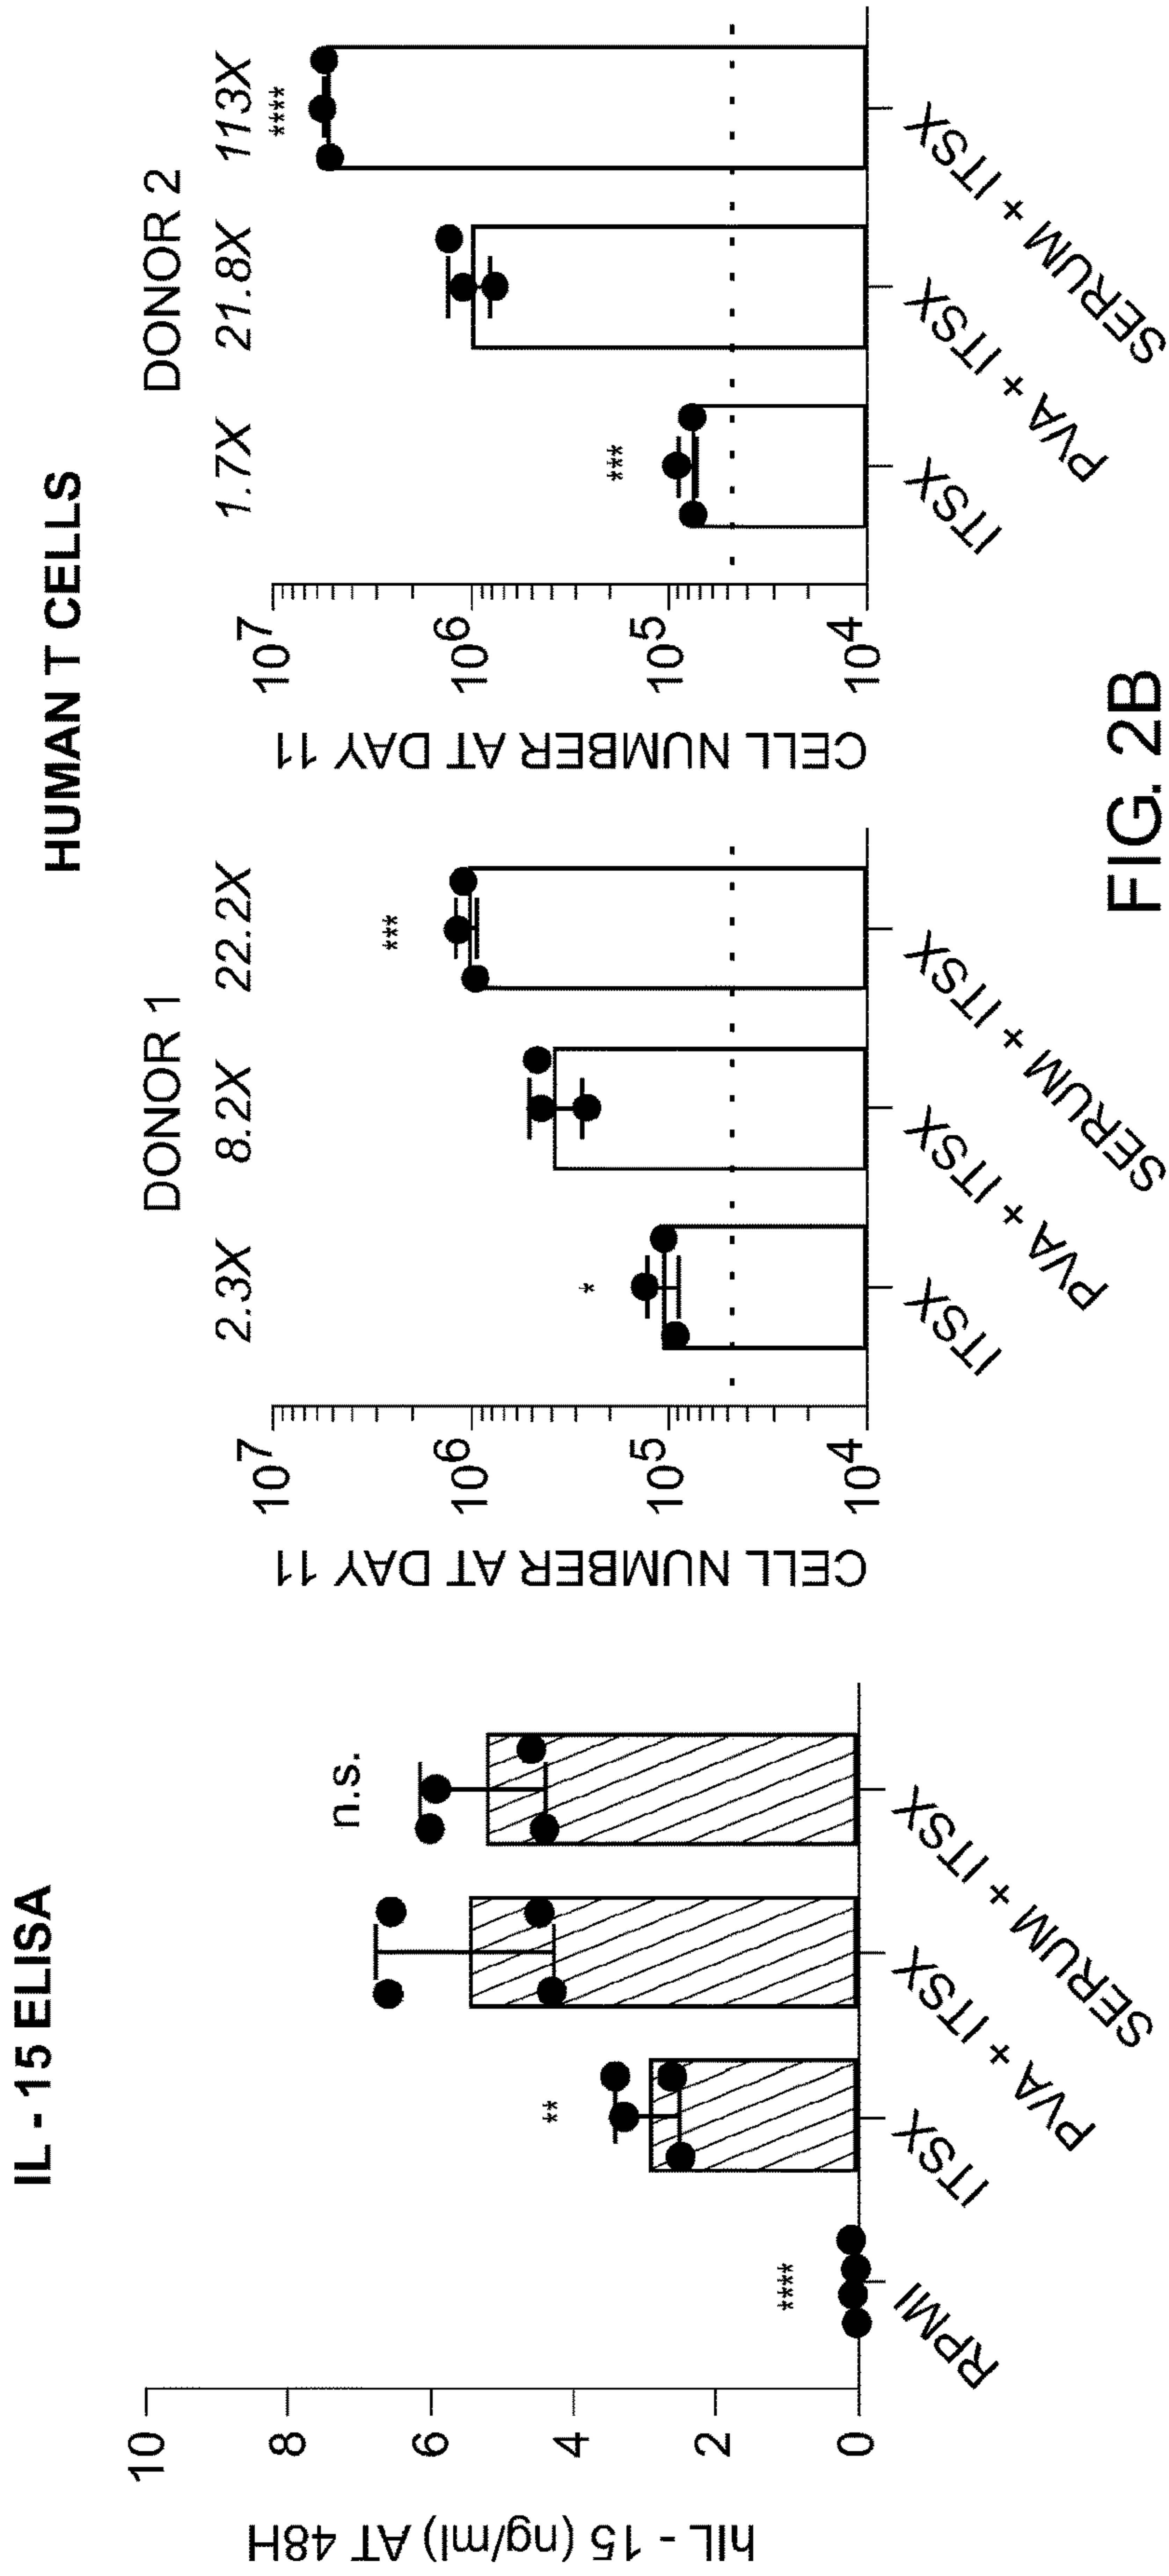 IL - 15 ELISA
hIL - 15 (ng/ml) AT 48H
10
8
6
4
2
0
****
**
n.s.
RPMI
ITSX
PVA + ITSX
SERUM + ITSX
HUMAN T CELLS
DONOR 1
2.3X 8.2X 22.2X
CELL NUMBER AT DAY 11
10⁷
10⁶
10⁵
10⁴
*
***
ITSX
PVA + ITSX
SERUM + ITSX
DONOR 2
1.7X 21.8X 113X
CELL NUMBER AT DAY 11
10⁷
10⁶
10⁵
10⁴
***
****
ITSX
PVA + ITSX
SERUM + ITSX
FIG. 2B